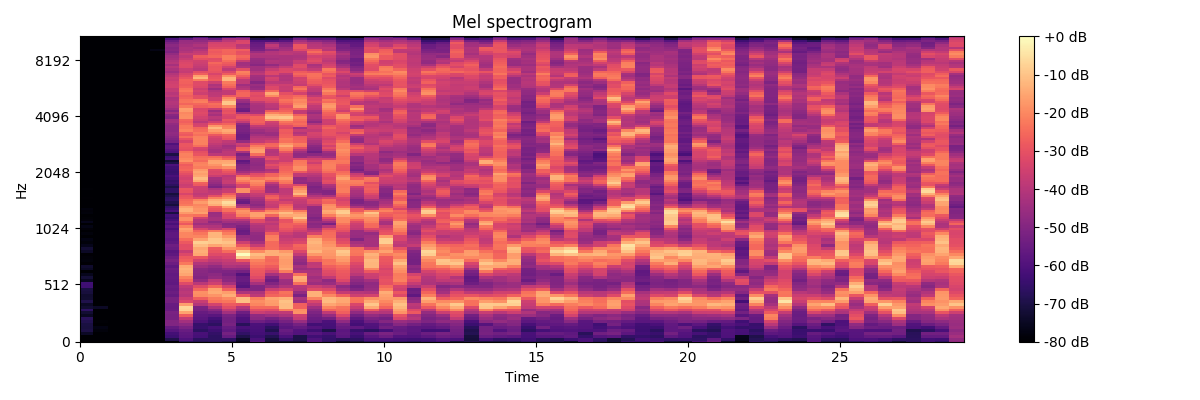 Mel spectrogram
8192
4096
2048
1024
512
0
Hz
0 5 10 15 20 25
Time
+0 dB
-10 dB
-20 dB
-30 dB
-40 dB
-50 dB
-60 dB
-70 dB
-80 dB